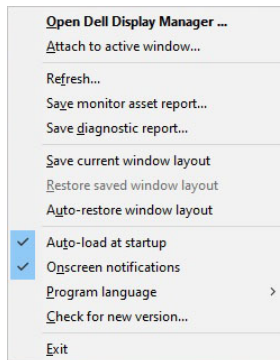 Open Dell Display Manager ...
Attach to active window...
Refresh...
Save monitor asset report...
Save diagnostic report...
Save current window layout
Restore saved window layout
Auto-restore window layout
Auto-load at startup
Onscreen notifications
Program language
Check for new version...
Exit